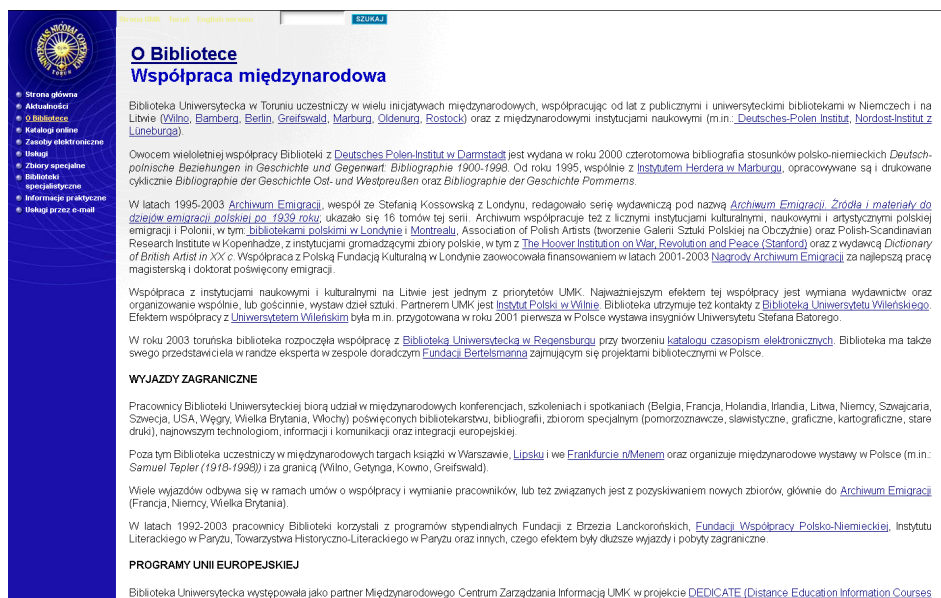 Strona UMK Toruń English version
SZUKAJ
UNIVERSITAS NICOLAI COPERNICI
TORUŃ
Strona główna
Aktualności
O Bibliotece
Katalogi online
Zasoby elektroniczne
Usługi
Zbiory specjalne
Biblioteki
specjalistyczne
Informacje praktyczne
Usługi przez e-mail
O Bibliotece
Współpraca międzynarodowa
Biblioteka Uniwersytecka w Toruniu uczestniczy w wielu inicjatywach międzynarodowych, współpracując od lat z publicznymi i uniwersyteckimi bibliotekami w Niemczech i na
Litwie (Wilno, Bamberg, Berlin, Greifswald, Marburg, Oldenurg, Rostock) oraz z międzynarodowymi instytucjami naukowymi (m.in.: Deutsches-Polen Institut, Nordost-Institut z
Lüneburga).
Owocem wieloletniej współpracy Biblioteki z Deutsches Polen-Institut w Darmstadt jest wydana w roku 2000 czterotomowa bibliografia stosunków polsko-niemieckich Deutsch-
polnische Beziehungen in Geschichte und Gegenwart: Bibliographie 1900-1998. Od roku 1995, wspólnie z Instytutem Herdera w Marburgu, opracowywane są i drukowane
cyklicznie Bibliographie der Geschichte Ost- und Westpreußen oraz Bibliographie der Geschichte Pommerns.
W latach 1995-2003 Archiwum Emigracji, wespół ze Stefanią Kossowską z Londynu, redagowało serię wydawniczą pod nazwą Archiwum Emigracji. Źródła i materiały do
dziejów emigracji polskiej po 1939 roku; ukazało się 16 tomów tej serii. Archiwum współpracuje też z licznymi instytucjami kulturalnymi, naukowymi i artystycznymi polskiej
emigracji i Polonii, w tym: bibliotekami polskimi w Londynie i Montrealu, Association of Polish Artists (tworzenie Galerii Sztuki Polskiej na Obczyźnie) oraz Polish-Scandinavian
Research Institute w Kopenhadze, z instytucjami gromadzącymi zbiory polskie, w tym z The Hoover Institution on War, Revolution and Peace (Stanford) oraz z wydawcą Dictionary
of British Artist in XX c. Współpraca z Polską Fundacją Kulturalną w Londynie zaowocowała finansowaniem w latach 2001-2003 Nagrody Archiwum Emigracji za najlepszą pracę
magisterską i doktorat poświęcony emigracji.
Współpraca z instytucjami naukowymi i kulturalnymi na Litwie jest jednym z priorytetów UMK. Najważniejszym efektem tej współpracy jest wymiana wydawnictw oraz
organizowanie wspólnie, lub gościnnie, wystaw dzieł sztuki. Partnerem UMK jest Instytut Polski w Wilnie. Biblioteka utrzymuje też kontakty z Biblioteką Uniwersytetu Wileńskiego.
Efektem współpracy z Uniwersytetem Wileńskim była m.in. przygotowana w roku 2001 pierwsza w Polsce wystawa insygniów Uniwersytetu Stefana Batorego.
W roku 2003 toruńska biblioteka rozpoczęła współpracę z Biblioteką Uniwersytecką w Regensburgu przy tworzeniu katalogu czasopism elektronicznych. Biblioteka ma także
swego przedstawiciela w randze eksperta w zespole doradczym Fundacji Bertelsmanna zajmującym się projektami bibliotecznymi w Polsce.
WYJAZDY ZAGRANICZNE
Pracownicy Biblioteki Uniwersyteckiej biorą udział w międzynarodowych konferencjach, szkoleniach i spotkaniach (Belgia, Francja, Holandia, Irlandia, Litwa, Niemcy, Szwajcaria,
Szwecja, USA, Węgry, Wielka Brytania, Włochy) poświęconych bibliotekarstwu, bibliografii, zbiorom specjalnym (pomorzoznawcze, slawistyczne, graficzne, kartograficzne, stare
druki), najnowszym technologiom, informacji i komunikacji oraz integracji europejskiej.
Poza tym Biblioteka uczestniczy w międzynarodowych targach książki w Warszawie, Lipsku i we Frankfurcie n/Menem oraz organizuje międzynarodowe wystawy w Polsce (m.in.:
Samuel Tepler (1918-1998)) i za granicą (Wilno, Getynga, Kowno, Greifswald).
Wiele wyjazdów odbywa się w ramach umów o współpracy i wymianie pracowników, lub też związanych jest z pozyskiwaniem nowych zbiorów, głównie do Archiwum Emigracji
(Francja, Niemcy, Wielka Brytania).
W latach 1992-2003 pracownicy Biblioteki korzystali z programów stypendialnych Fundacji z Brzezia Lanckorońskich, Fundacji Współpracy Polsko-Niemieckiej, Instytutu
Literackiego w Paryżu, Towarzystwa Historyczno-Literackiego w Paryżu oraz innych, czego efektem były dłuższe wyjazdy i pobyty zagraniczne.
PROGRAMY UNII EUROPEJSKIEJ
Biblioteka Uniwersytecka występowała jako partner Międzynarodowego Centrum Zarządzania Informacją UMK w projekcie DEDICATE (Distance Education Information Courses